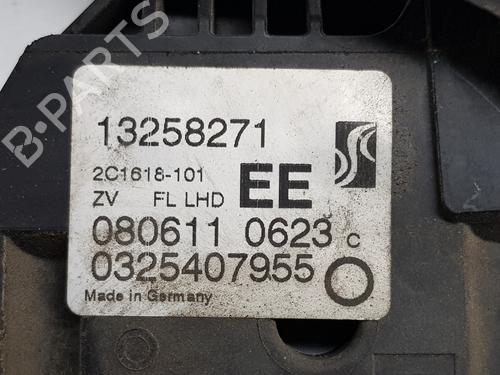 B-PARTS
13258271
2C1618-101
ZV FL LHD EE
080611 0623 C
0325407955
Made in Germany